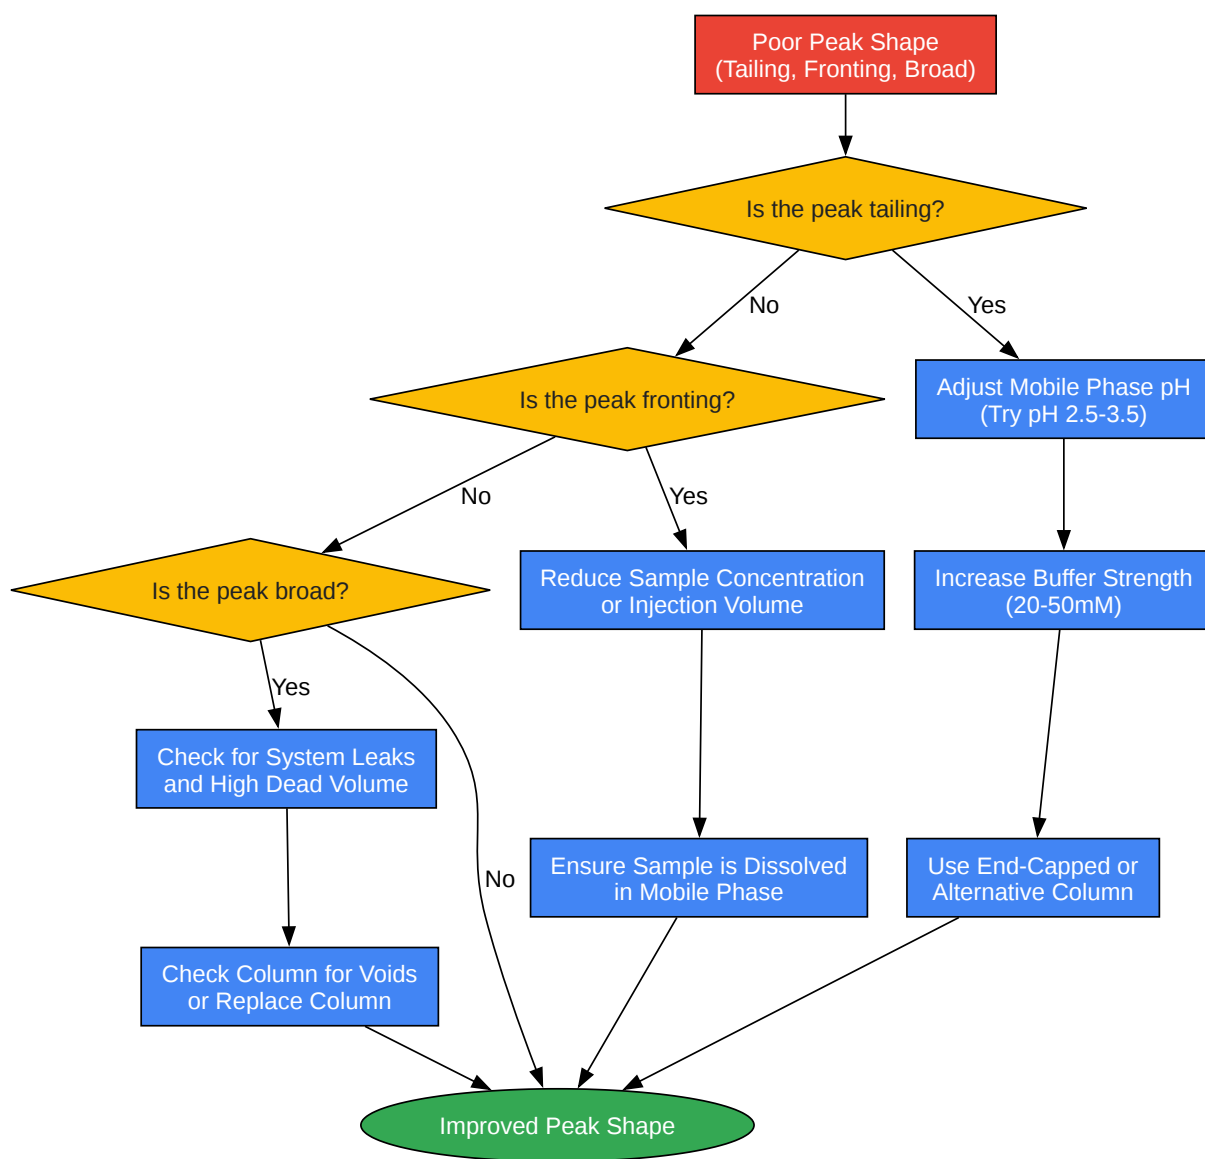 Poor Peak Shape
(Tailing, Fronting, Broad)
Is the peak tailing?
No
Yes
Is the peak fronting?
Adjust Mobile Phase pH
(Try pH 2.5-3.5)
No
Yes
Is the peak broad?
Reduce Sample Concentration
or Injection Volume
Increase Buffer Strength
(20-50mM)
Yes
Check for System Leaks
and High Dead Volume
No
Ensure Sample is Dissolved
in Mobile Phase
Use End-Capped or
Alternative Column
Check Column for Voids
or Replace Column
Improved Peak Shape